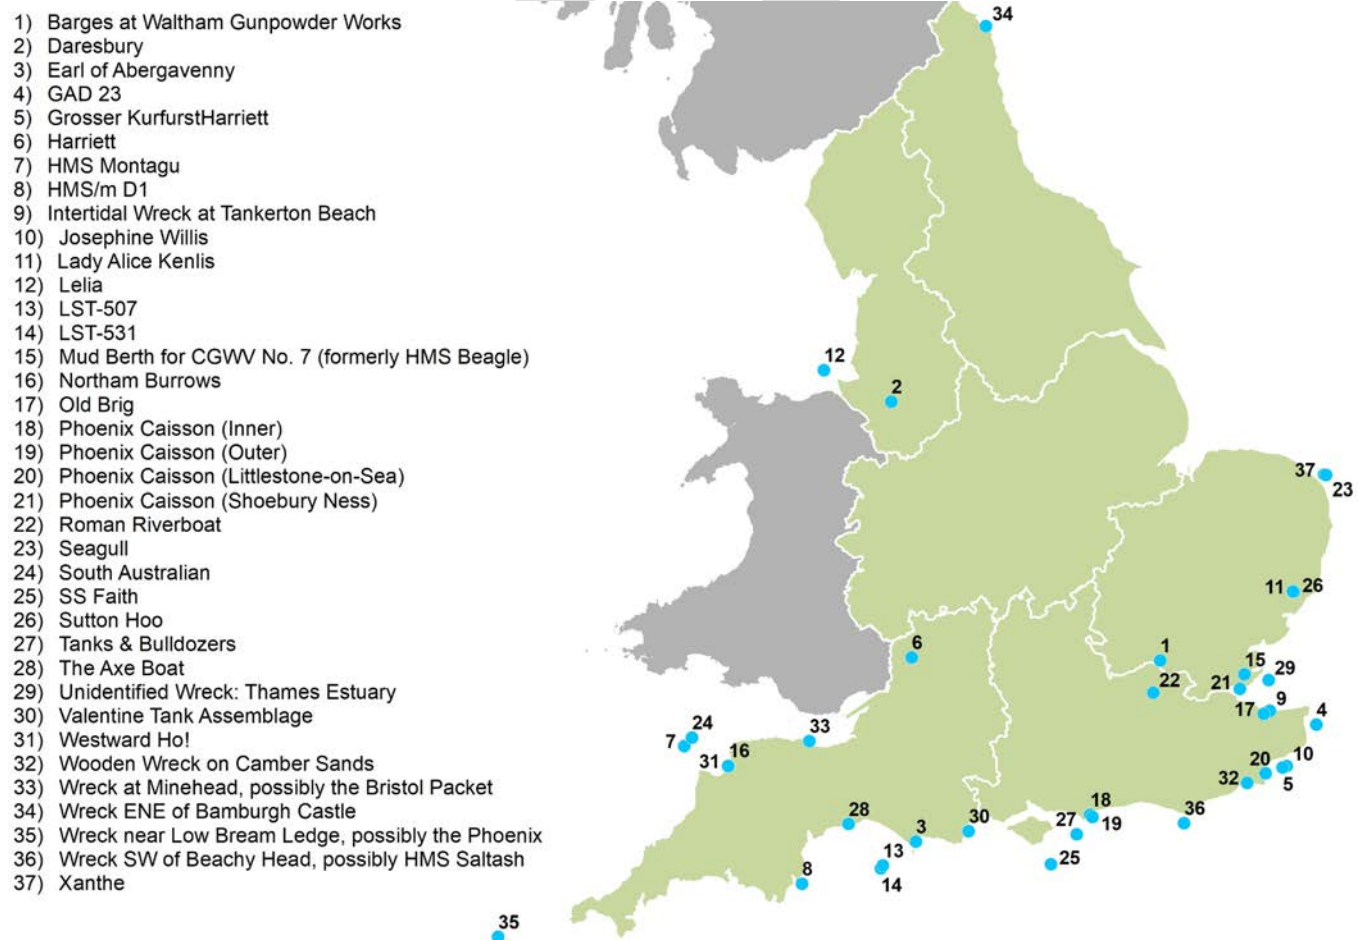 1) Barges at Waltham Gunpowder Works
2) Daresbury
3) Earl of Abergavenny
4) GAD 23
5) Grosser KurfurstHarriett
6) Harriett
7) HMS Montagu
8) HMS/m D1
9) Intertidal Wreck at Tankerton Beach
10) Josephine Willis
11) Lady Alice Kenlis
12) Lelia
13) LST-507
14) LST-531
15) Mud Berth for CGWV No. 7 (formerly HMS Beagle)
16) Northam Burrows
17) Old Brig
18) Phoenix Caisson (Inner)
19) Phoenix Caisson (Outer)
20) Phoenix Caisson (Littlestone-on-Sea)
21) Phoenix Caisson (Shoebury Ness)
22) Roman Riverboat
23) Seagull
24) South Australian
25) SS Faith
26) Sutton Hoo
27) Tanks & Bulldozers
28) The Axe Boat
29) Unidentified Wreck: Thames Estuary
30) Valentine Tank Assemblage
31) Westward Ho!
32) Wooden Wreck on Camber Sands
33) Wreck at Minehead, possibly the Bristol Packet
34) Wreck ENE of Bamburgh Castle
35) Wreck near Low Bream Ledge, possibly the Phoenix
36) Wreck SW of Beachy Head, possibly HMS Saltash
37) Xanthe
34
12
2
37
23
11 26
6
1
15
29
22
21
9
17
4
24
7
33
16
31
10
20
5
32
18
19
36
28
30
27
3
13
25
8
14
35